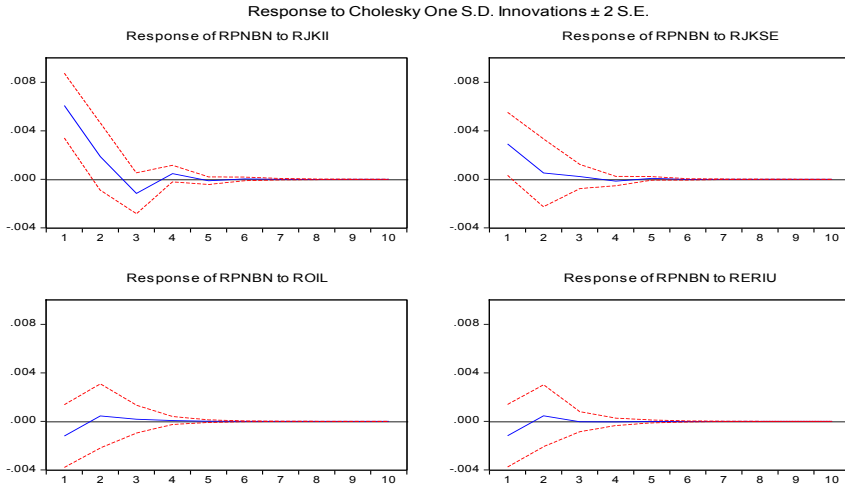 Response to Cholesky One S.D. Innovations ± 2 S.E.
Response of RPNBN to RJKII
.008
.004
.000
-.004
1 2 3 4 5 6 7 8 9 10
Response of RPNBN to RJKSE
.008
.004
.000
-.004
1 2 3 4 5 6 7 8 9 10
Response of RPNBN to ROIL
.008
.004
.000
-.004
1 2 3 4 5 6 7 8 9 10
Response of RPNBN to RERIU
.008
.004
.000
-.004
1 2 3 4 5 6 7 8 9 10